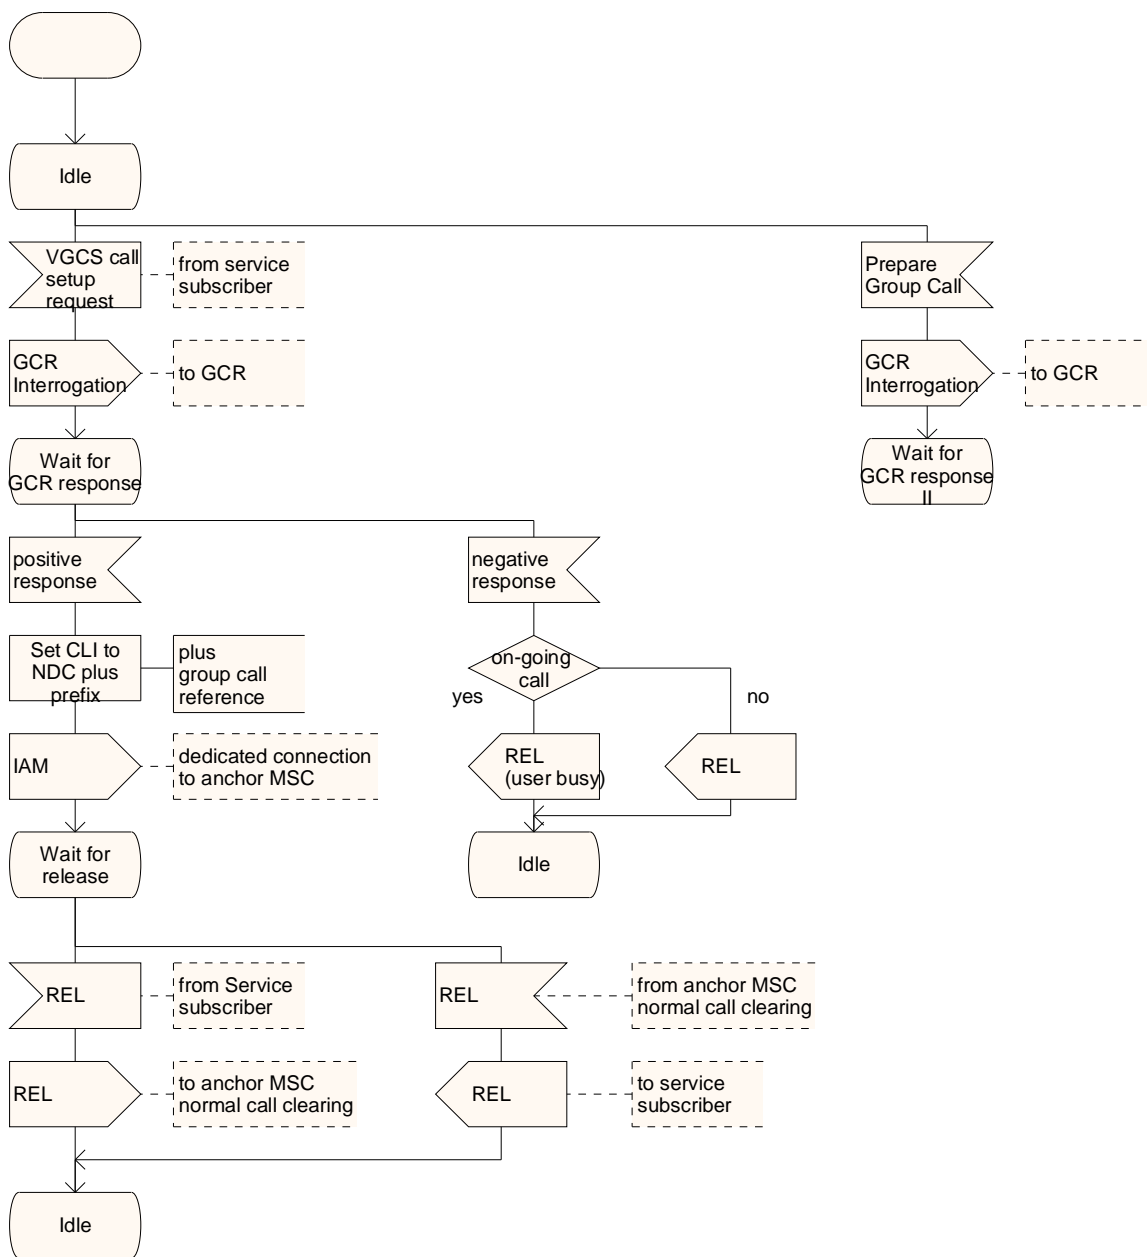 Idle
VGCS call
setup
request
from service
subscriber
Prepare
Group Call
GCR
Interrogation
to GCR
GCR
Interrogation
to GCR
Wait for
GCR response
Wait for
GCR response
II
positive
response
negative
response
Set CLI to
NDC plus
prefix
plus
group call
reference
on-going
call
yes
no
IAM
dedicated connection
to anchor MSC
REL
(user busy)
REL
Wait for
release
Idle
REL
from Service
subscriber
REL
from anchor MSC
normal call clearing
REL
to anchor MSC
normal call clearing
REL
to service
subscriber
Idle